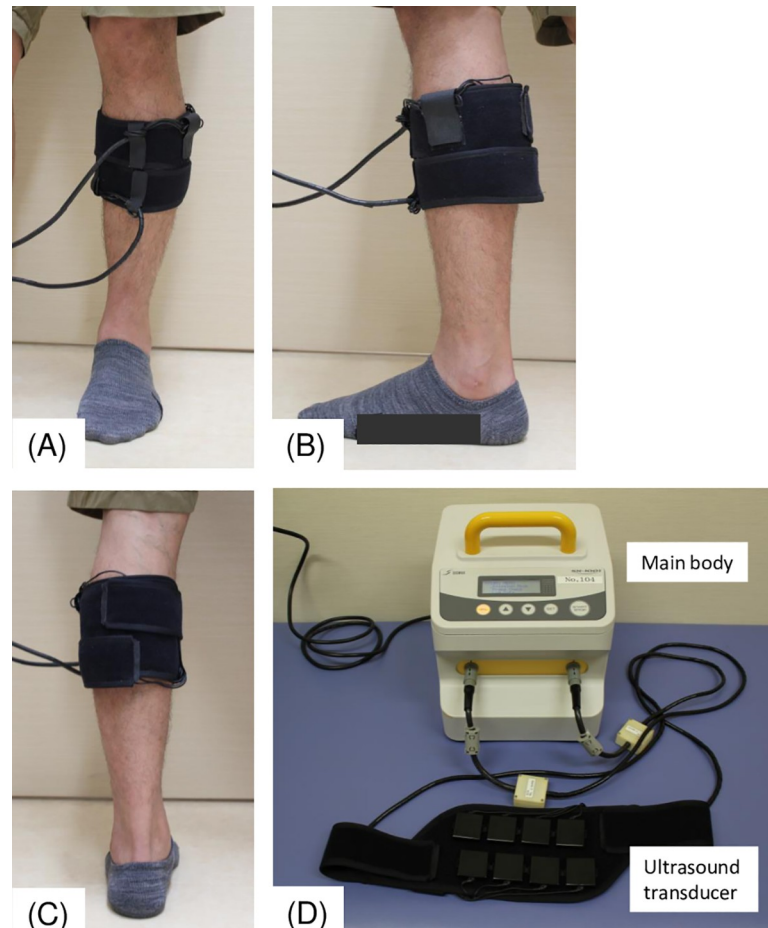 (A)
(B)
Main body
No.104
(C)
(D)
Ultrasound
transducer